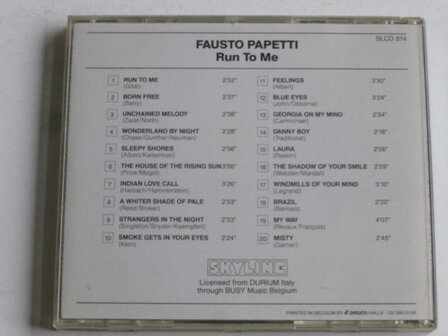 SLCD 814
FAUSTO PAPETTI
Run To Me
1 RUN TO ME 2'52"
(Gibb)
2 BORN FREE 2'37"
(Barry)
3 UNCHAINED MELODY 2'36"
(Zaret/North)
4 WONDERLAND BY NIGHT 2'28"
(Chase/Gunther/Neuman)
5 SLEEPY SHORES 2'58"
(Albert/Kaiserman)
6 THE HOUSE OF THE RISING SUN 3'56"
(Price/Mogol)
7 INDIAN LOVE CALL 3'26"
(Harbach/Hammerstein)
8 A WHITER SHADE OF PALE 2'53"
(Reed/Broker)
9 STRANGERS IN THE NIGHT 2'33"
(Singleton/Snyder/Kaempfert)
10 SMOKE GETS IN YOUR EYES 2'24"
(Kern)
11 FEELINGS 3'30"
(Albert)
12 BLUE EYES 3'24"
(John/Osborne)
13 GEORGIA ON MY MIND 2'34"
(Carmichael)
14 DANNY BOY 2'18"
(Traditional)
15 LAURA 2'06"
(Raskin)
16 THE SHADOW OF YOUR SMILE 2'29"
(Webster/Mandel)
17 WINDMILLS OF YOUR MIND 3'10"
(Legrand)
18 BRAZIL 2'20"
(Barroso)
19 MY WAY 4'07"
(Revaux/François)
20 MISTY 2'45"
(Garner)
SKYLINE
Licensed from DURIUM Italy
through BUSY Music Belgium
PRINTED IN BELGIUM BY DRUCO HALLE